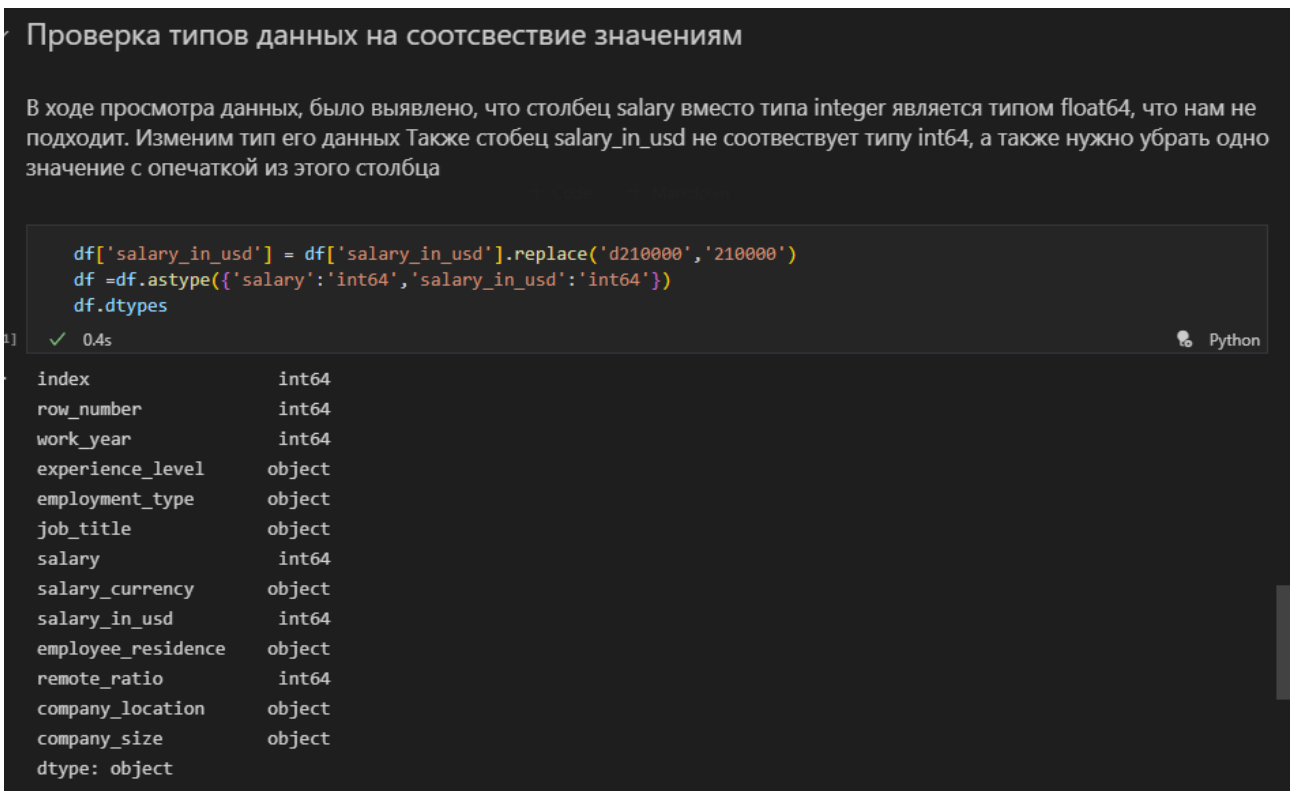 Проверка типов данных на соотсвествие значениям
В ходе просмотра данных, было выявлено, что столбец salary вместо типа integer является типом float64, что нам не
подходит. Изменим тип его данных Также стобец salary_in_usd не соотвествует типу int64, а также нужно убрать одно
значение с опечаткой из этого столбца
df['salary_in_usd'] = df['salary_in_usd'].replace('d210000','210000')
df =df.astype({'salary':'int64','salary_in_usd':'int64'})
df.dtypes
1] ✓ 0.4s Python
index int64
row_number int64
work_year int64
experience_level object
employment_type object
job_title object
salary int64
salary_currency object
salary_in_usd int64
employee_residence object
remote_ratio int64
company_location object
company_size object
dtype: object